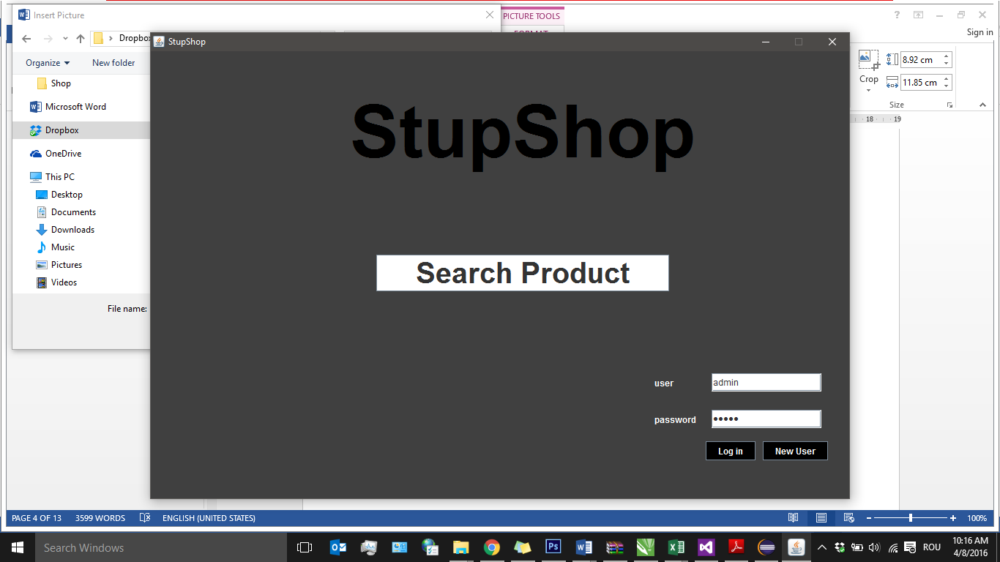 Insert Picture
PICTURE TOOLS
Sign in
Dropbox
StupShop
Organize
New folder
8.92 cm
Crop
11.85 cm
Size
18 19
Shop
Microsoft Word
Dropbox
OneDrive
This PC
Desktop
Documents
Downloads
Music
Pictures
Videos
File name:
StupShop
Search Product
user
admin
password
Log in
New User
PAGE 4 OF 13
3599 WORDS
ENGLISH (UNITED STATES)
100%
Search Windows
ROU
10:16 AM
4/8/2016